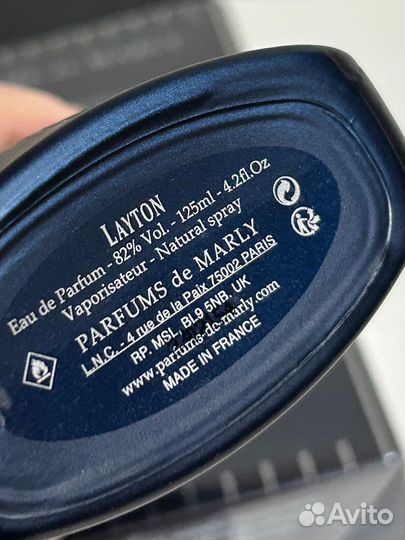 LAYTON
Eau de Parfum - 82% Vol. - 125ml - 4.2fl.Oz
Vaporisateur - Natural spray
PARFUMS de MARLY
L.N.C. - 4 rue de la Paix 75002 PARIS
RP. MSL, BL9 5NB, UK
www.parfums-de-marly.com
MADE IN FRANCE
Avito